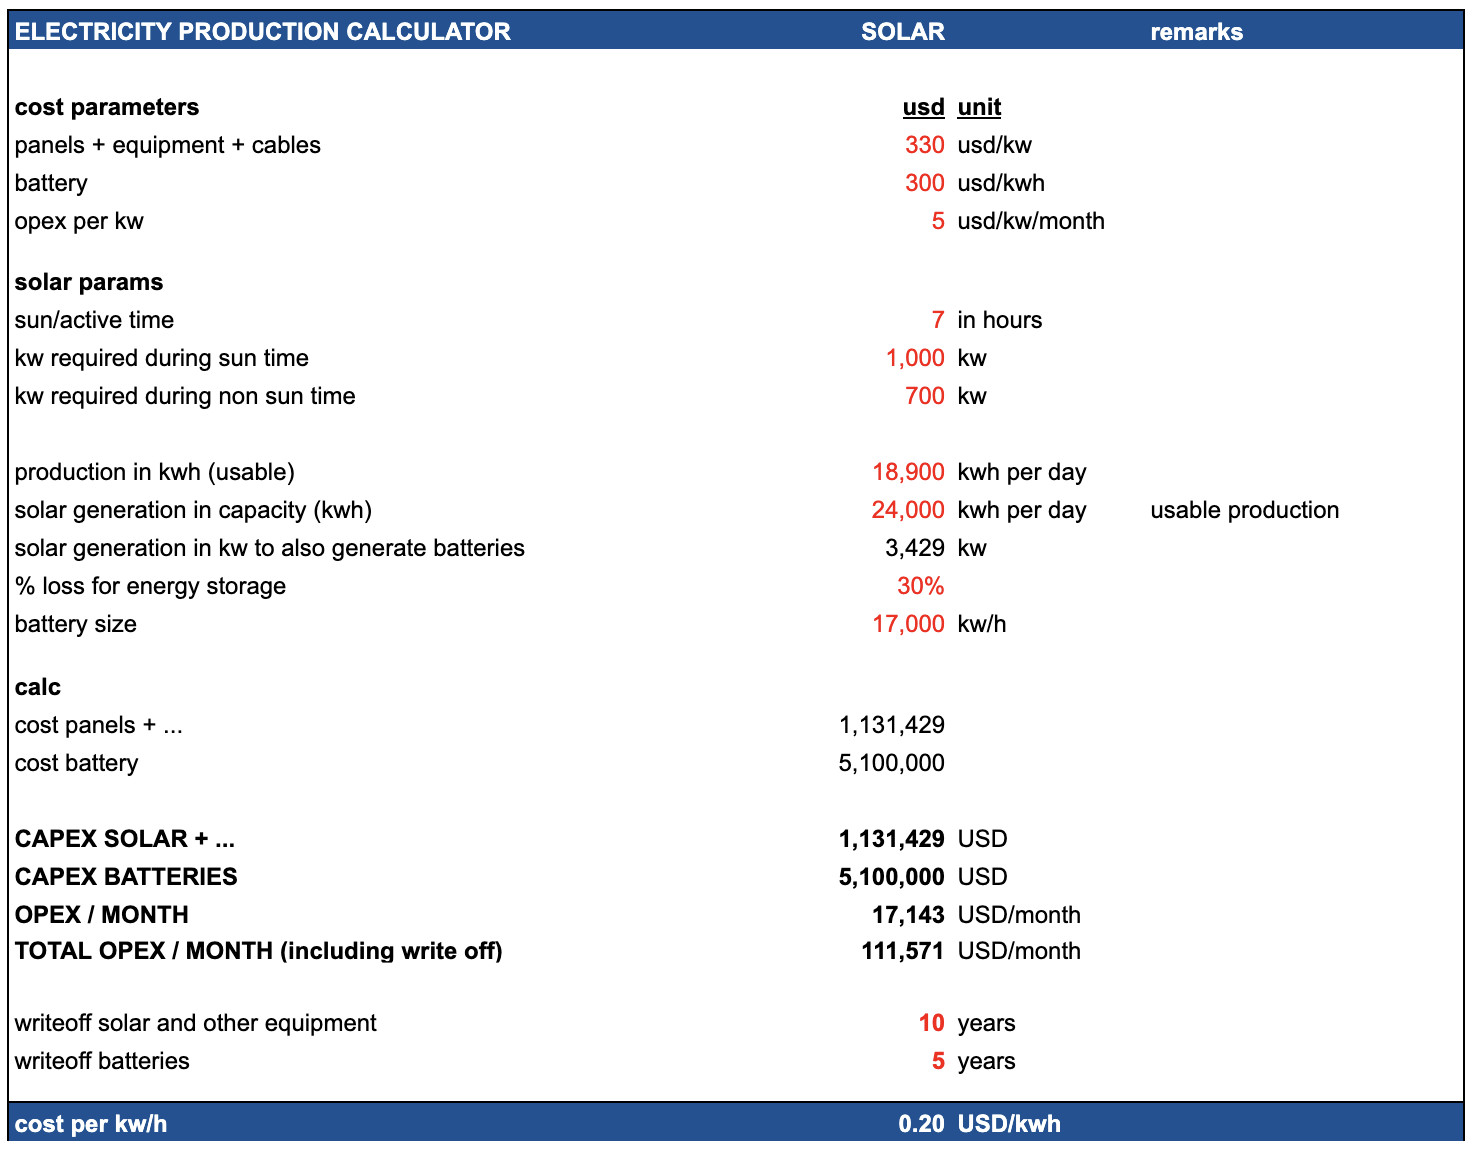 ELECTRICITY PRODUCTION CALCULATOR SOLAR remarks
cost parameters usd unit
panels + equipment + cables 330 usd/kw
battery 300 usd/kwh
opex per kw 5 usd/kw/month
solar params
sun/active time 7 in hours
kw required during sun time 1,000 kw
kw required during non sun time 700 kw
production in kwh (usable) 18,900 kwh per day
solar generation in capacity (kwh) 24,000 kwh per day usable production
solar generation in kw to also generate batteries 3,429 kw
% loss for energy storage 30%
battery size 17,000 kw/h
calc
cost panels + ... 1,131,429
cost battery 5,100,000
CAPEX SOLAR + ... 1,131,429 USD
CAPEX BATTERIES 5,100,000 USD
OPEX / MONTH 17,143 USD/month
TOTAL OPEX / MONTH (including write off) 111,571 USD/month
writeoff solar and other equipment 10 years
writeoff batteries 5 years
cost per kw/h 0.20 USD/kwh